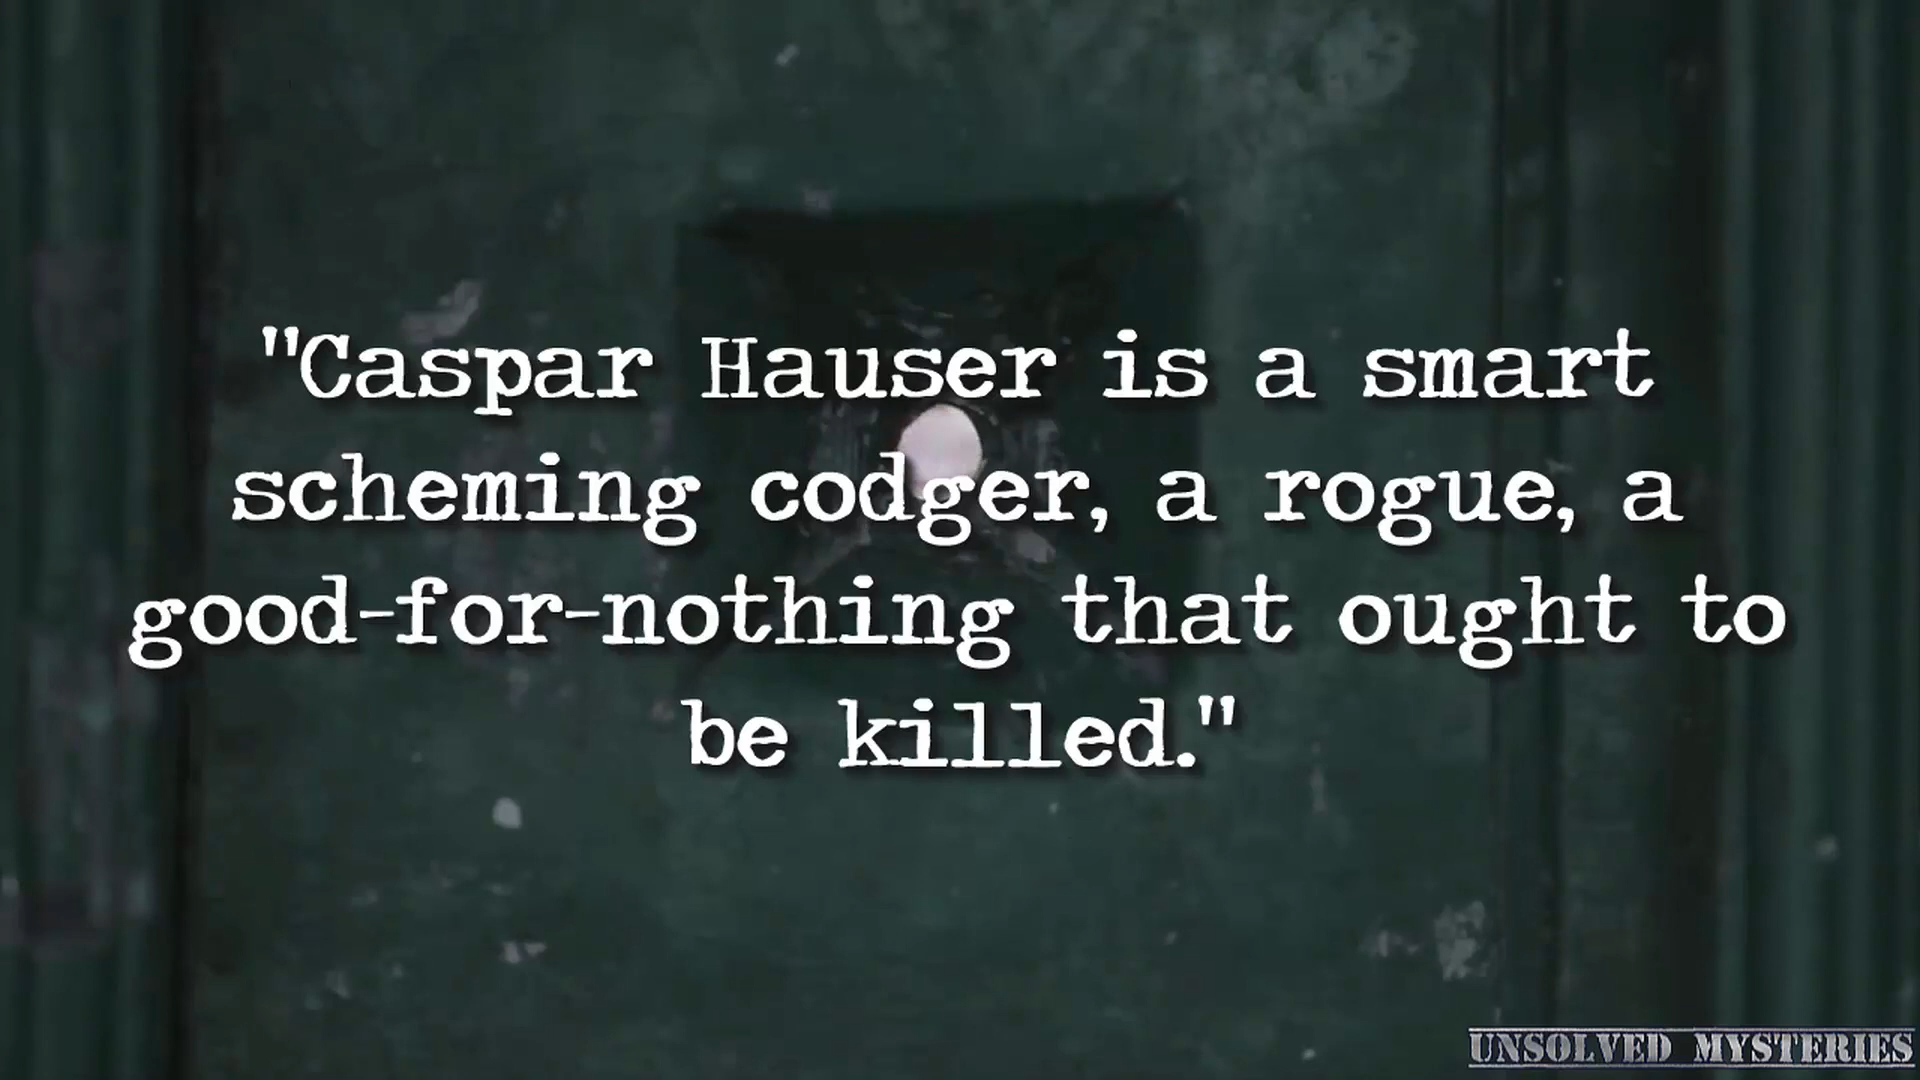 "Caspar Hauser is a smart
scheming codger, a rogue, a
good-for-nothing that ought to
be killed."
UNSOLVED MYSTERIES